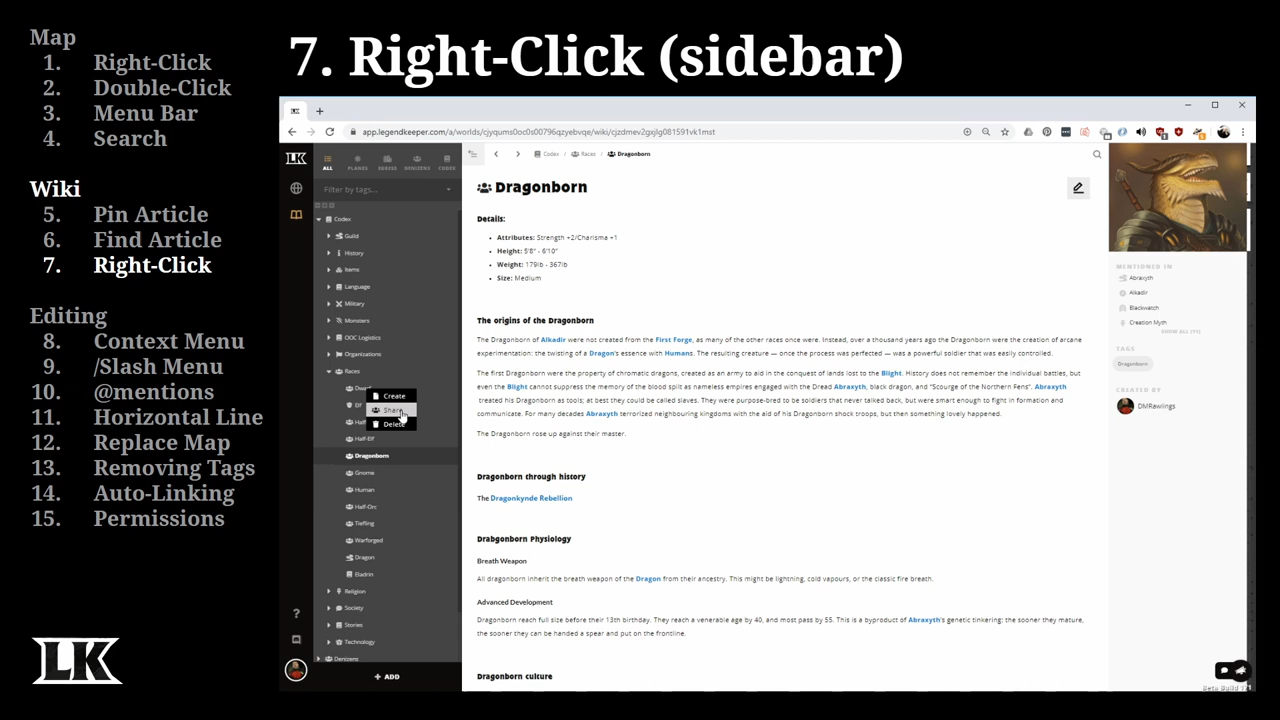 Map
1. Right-Click
2. Double-Click
3. Menu Bar
4. Search
Wiki
5. Pin Article
6. Find Article
7. Right-Click
Editing
8. Context Menu
9. /Slash Menu
10. @mentions
11. Horizontal Line
12. Replace Map
13. Removing Tags
14. Auto-Linking
15. Permissions
LK
7. Right-Click (sidebar)
app.legendkeeper.com/a/worlds/cjyqums0oc0s00796qzyebvqe/wiki/cjzdmev2gxjlg081591vk1mst
LK
ALL PLANES DENIZENS CODEX
Filter by tags...
Codex
Guild
History
Items
Language
Military
Monsters
OOC Logistics
Organizations
Races
Dwarf
Elf
Half
Half-Elf
Dragonborn
Gnome
Human
Half-Orc
Tiefling
Warforged
Dragon
Eladrin
Religion
Society
Stories
Technology
Denizens
+ ADD
Create
Share
Delete
Codex / Races / Dragonborn
Dragonborn
Details:
• Attributes: Strength +2/Charisma +1
• Height: 5'8" - 6'10"
• Weight: 179lb - 367lb
• Size: Medium
The origins of the Dragonborn
The Dragonborn of Alkadir were not created from the First Forge, as many of the other races once were. Instead, over a thousand years ago the Dragonborn were the creation of arcane
experimentation: the twisting of a Dragon's essence with Humans. The resulting creature — once the process was perfected — was a powerful soldier that was easily controlled.
The first Dragonborn were the property of chromatic dragons, created as an army to aid in the conquest of lands lost to the Blight. History does not remember the individual battles, but
even the Blight cannot suppress the memory of the blood spilt as nameless empires engaged with the Dread Abraxyth, black dragon, and "Scourge of the Northern Fens". Abraxyth
treated his armies as tools; at best they could be called slaves. They were purpose-bred to be soldiers that never talked back, but were smart enough to fight in formation and
communicate. For many decades Abraxyth terrorized neighbouring kingdoms with the aid of his Dragonborn shock troops, but then something lovely happened.
The Dragonborn rose up against their master.
Dragonborn through history
The Dragonkynde Rebellion
Drabgonborn Physiology
Breath Weapon
All dragonborn inherit the breath weapon of the Dragon from their ancestry. This might be lightning, cold vapours, or the classic fire breath.
Advanced Development
Dragonborn reach full size before their 13th birthday. They reach a venerable age by 40, and most pass by 55. This is a byproduct of Abraxyth's genetic tinkering: the sooner they mature,
the sooner they can be handed a spear and put on the frontline.
Dragonborn culture
MENTIONED IN
Abraxyth
Alkadir
Blackwatch
Creation Myth
SHOW ALL (11)
TAGS
Dragonborn
CREATED BY
DMRawlings